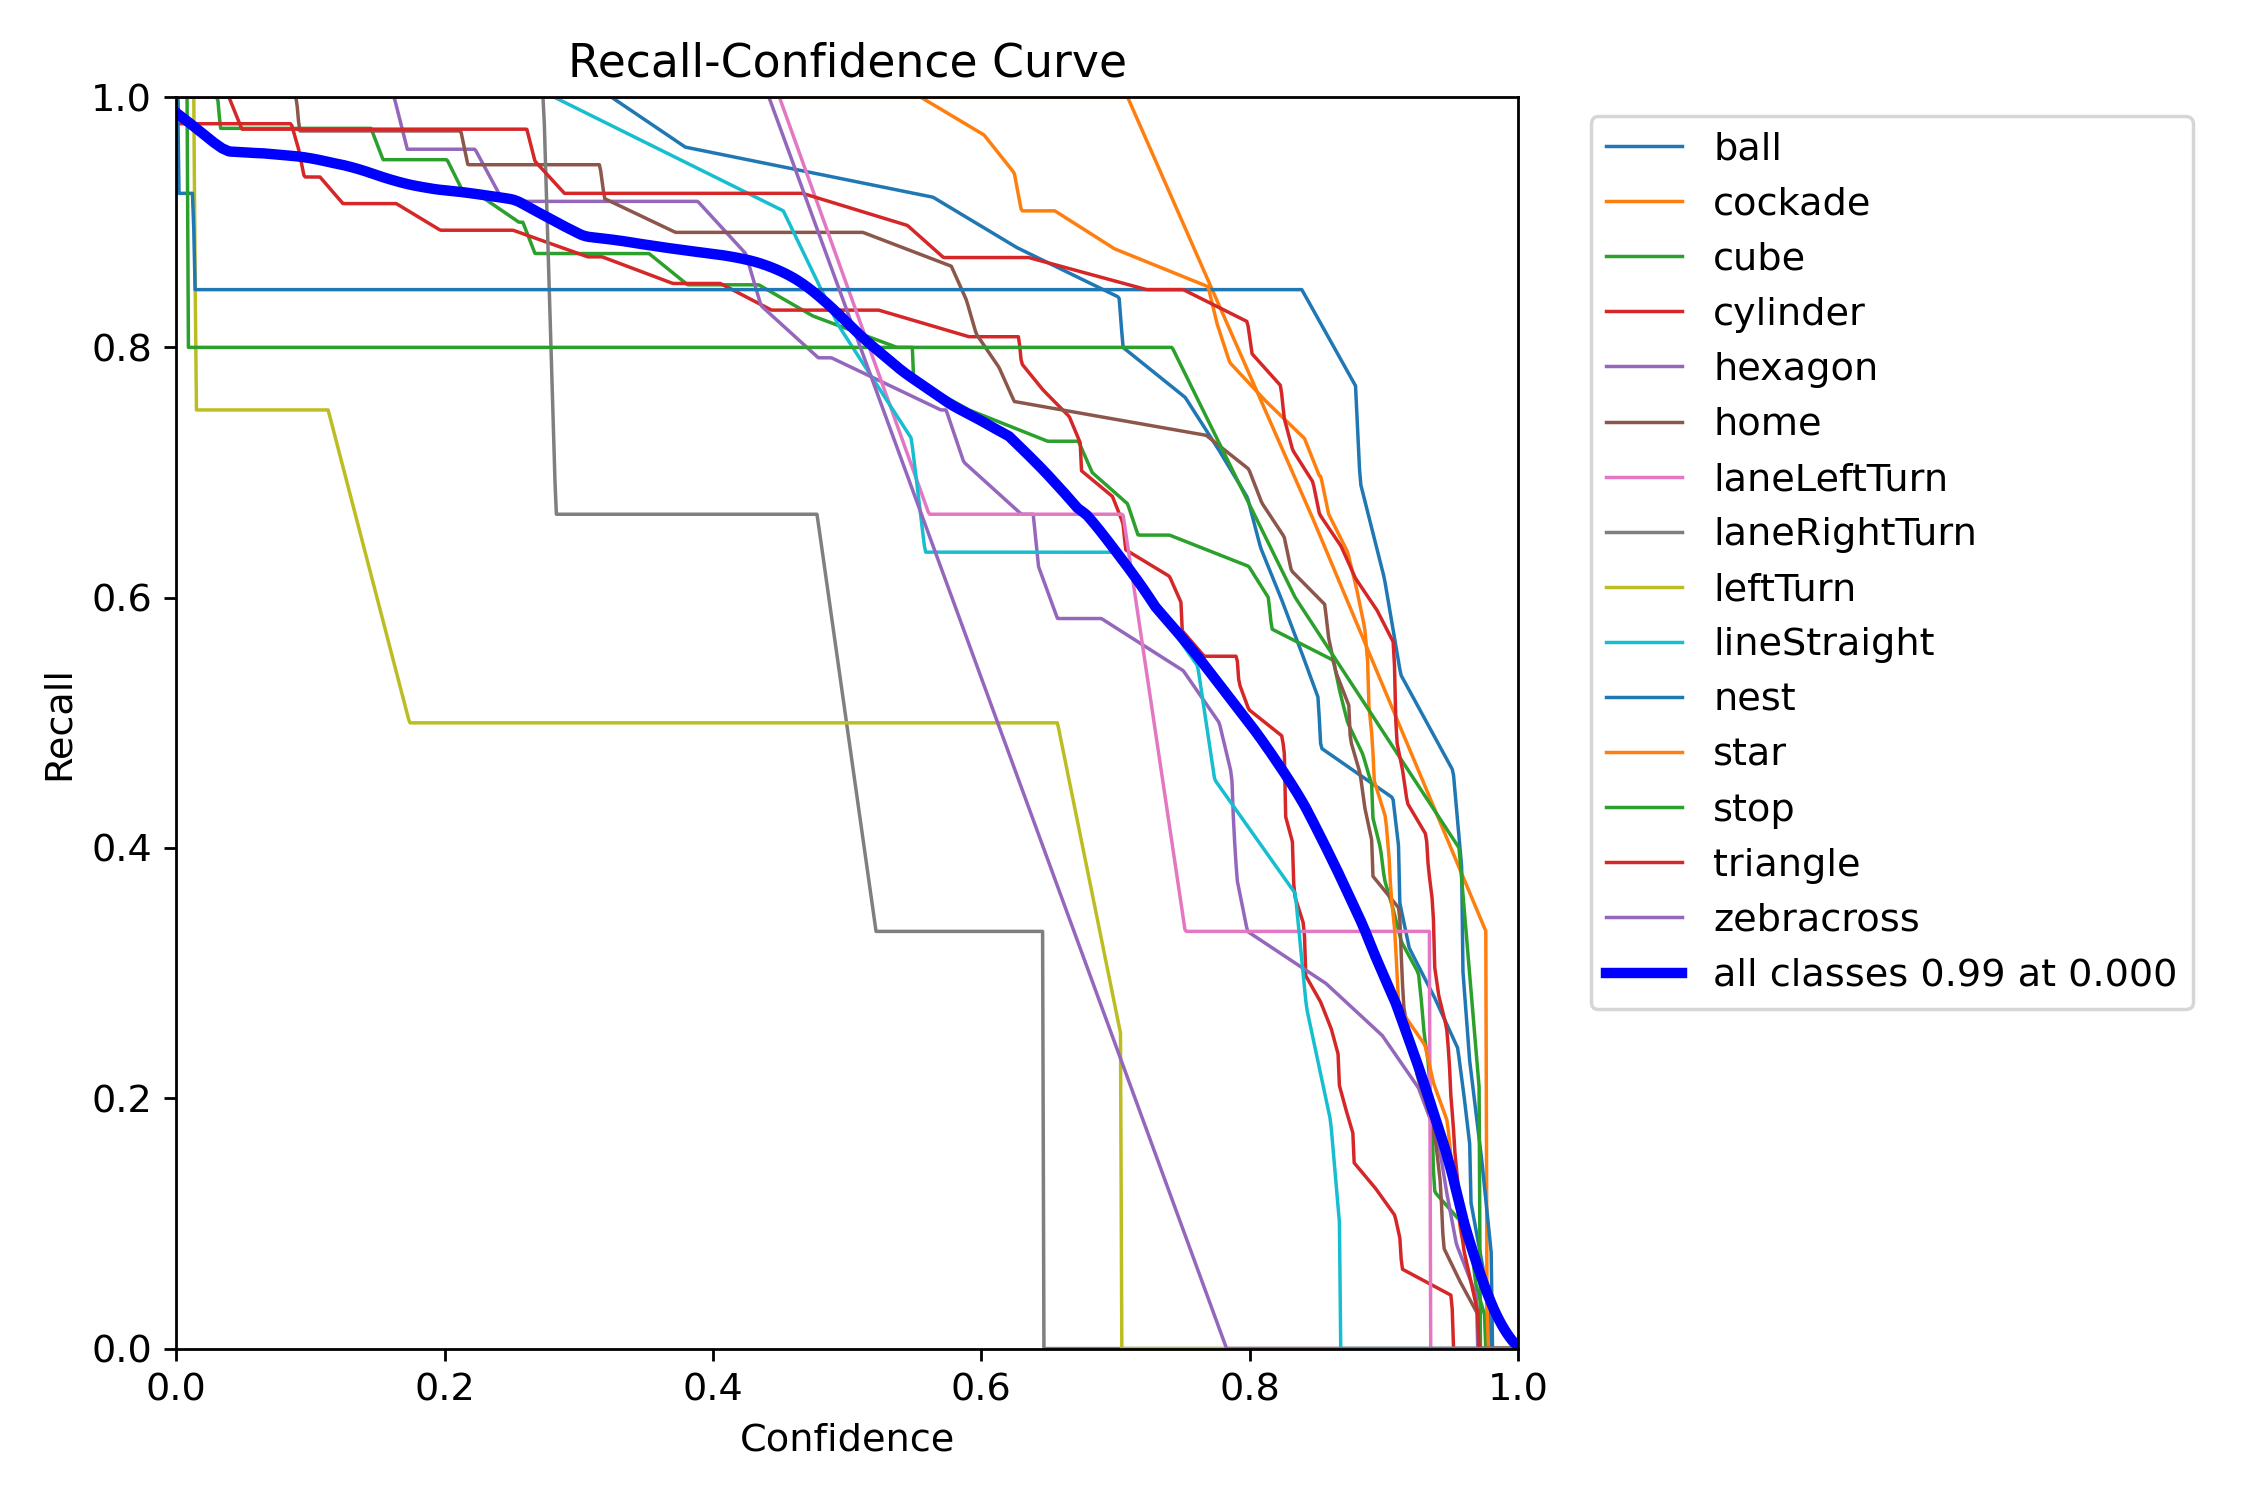 Recall-Confidence Curve
1.0
0.8
0.6
0.4
0.2
0.0
Recall
0.0 0.2 0.4 0.6 0.8 1.0
Confidence
ball
cockade
cube
cylinder
hexagon
home
laneLeftTurn
laneRightTurn
leftTurn
lineStraight
nest
star
stop
triangle
zebracross
all classes 0.99 at 0.000